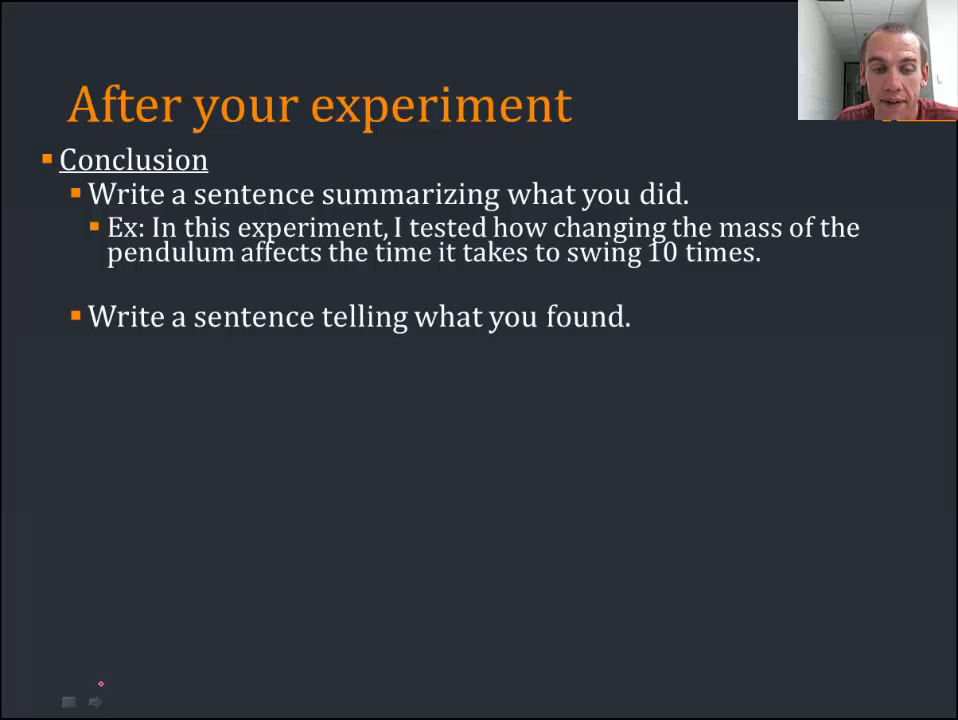 After your experiment
Conclusion
Write a sentence summarizing what you did.
Ex: In this experiment, I tested how changing the mass of the
pendulum affects the time it takes to swing 10 times.
Write a sentence telling what you found.